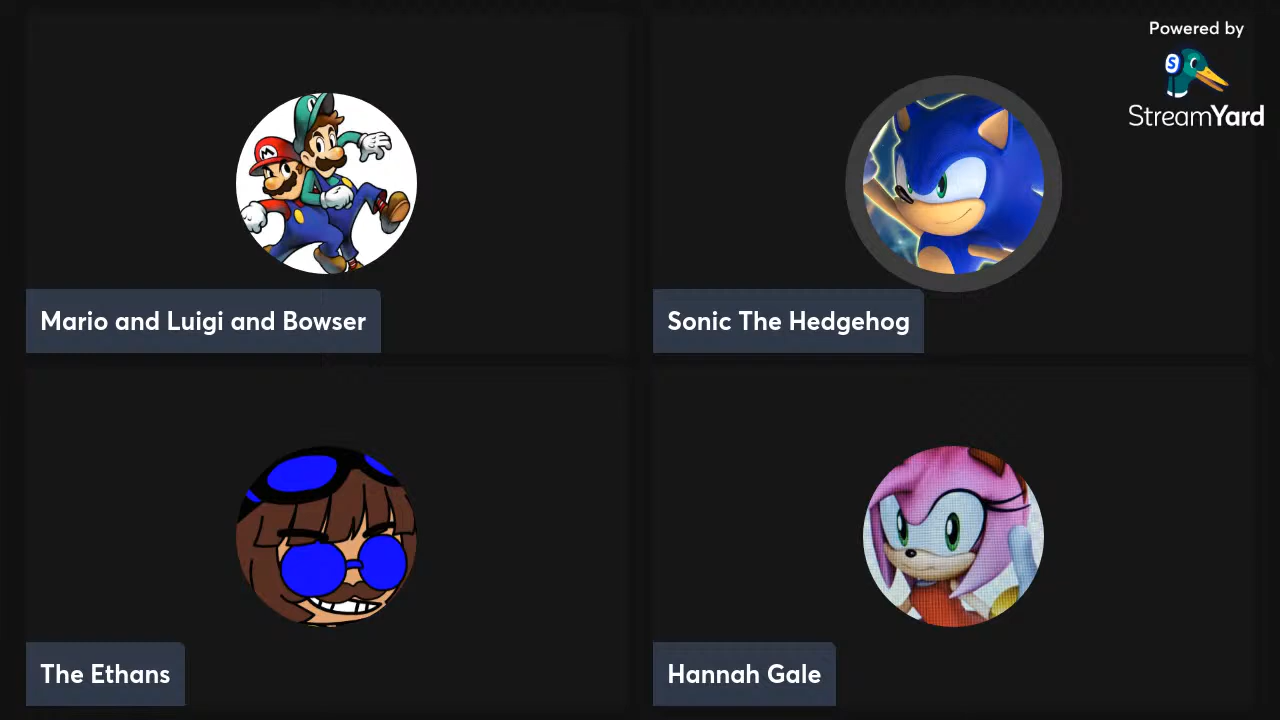 Powered by
S
StreamYard
M
Mario and Luigi and Bowser
Sonic The Hedgehog
The Ethans
Hannah Gale